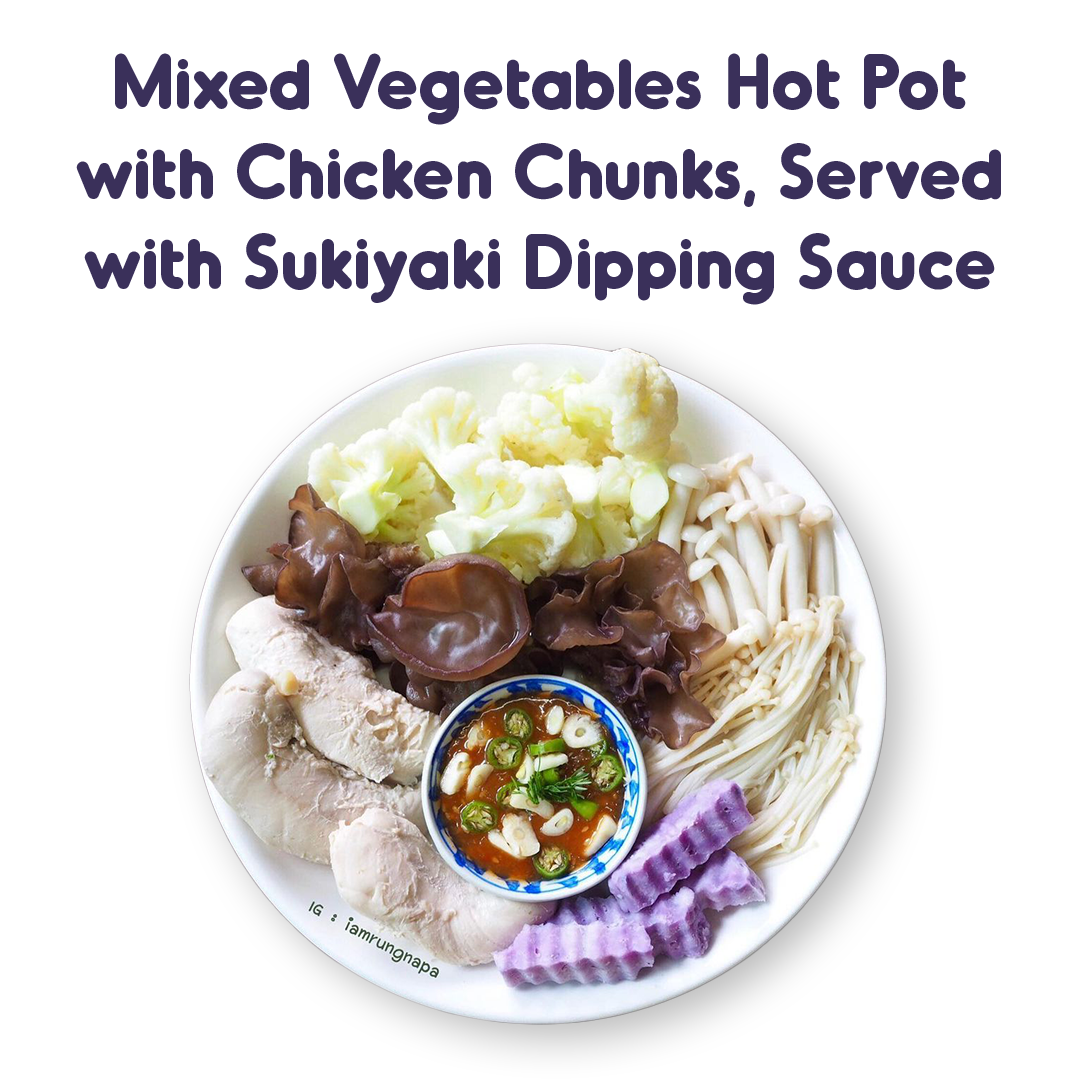 Mixed Vegetables Hot Pot
with Chicken Chunks, Served
with Sukiyaki Dipping Sauce
IG : iamrungnapa